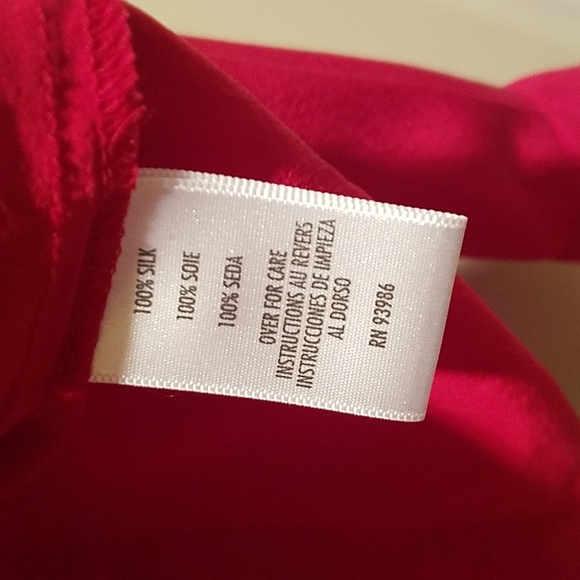 100% SILK
100% SOIE
100% SEDA
OVER FOR CARE
INSTRUCTIONS AU REVERS
INSTRUCCIONES DE IMPIEZA
AL DORSO
RN 93986